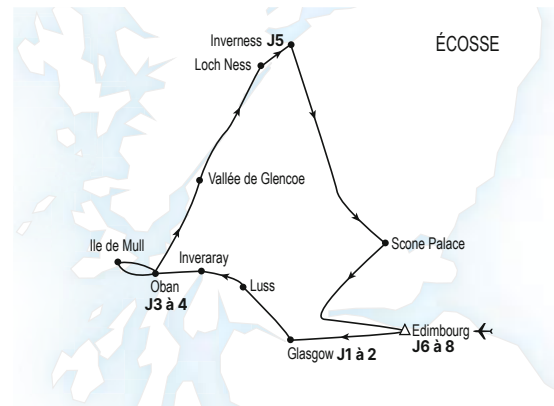 Inverness J5
ÉCOSSE
Loch Ness
Vallée de Glencoe
Ile de Mull
Inveraray
Scone Palace
Oban
J3 à 4
Luss
Edimbourg
J6 à 8
Glasgow J1 à 2